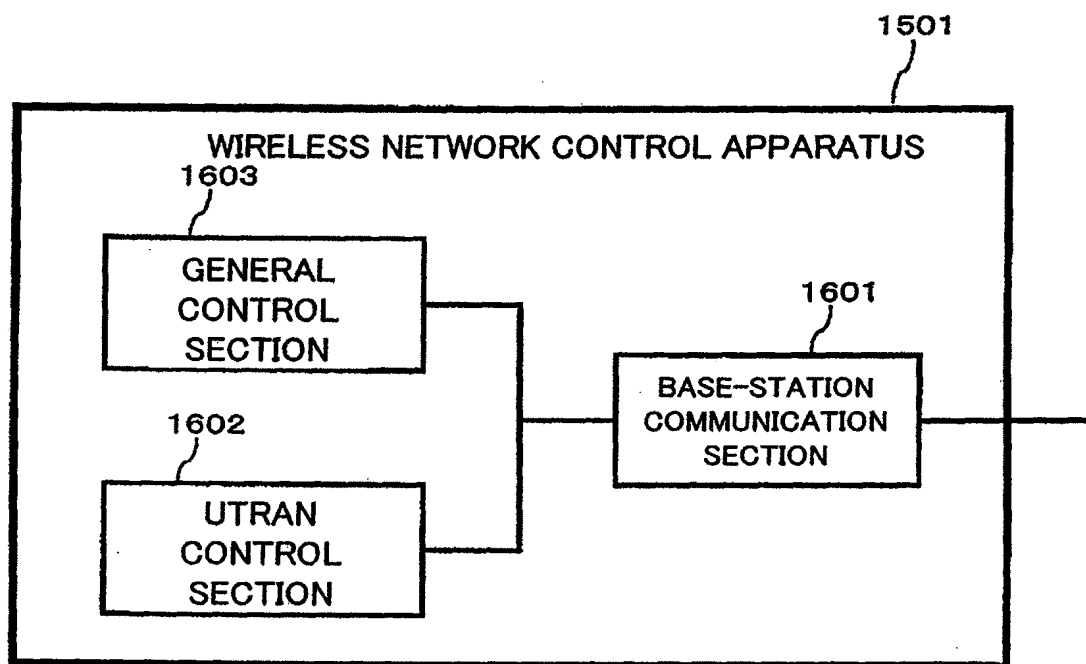 1501
WIRELESS NETWORK CONTROL APPARATUS
1603
GENERAL
CONTROL
SECTION
1601
BASE-STATION
COMMUNICATION
SECTION
1602
UTRAN
CONTROL
SECTION